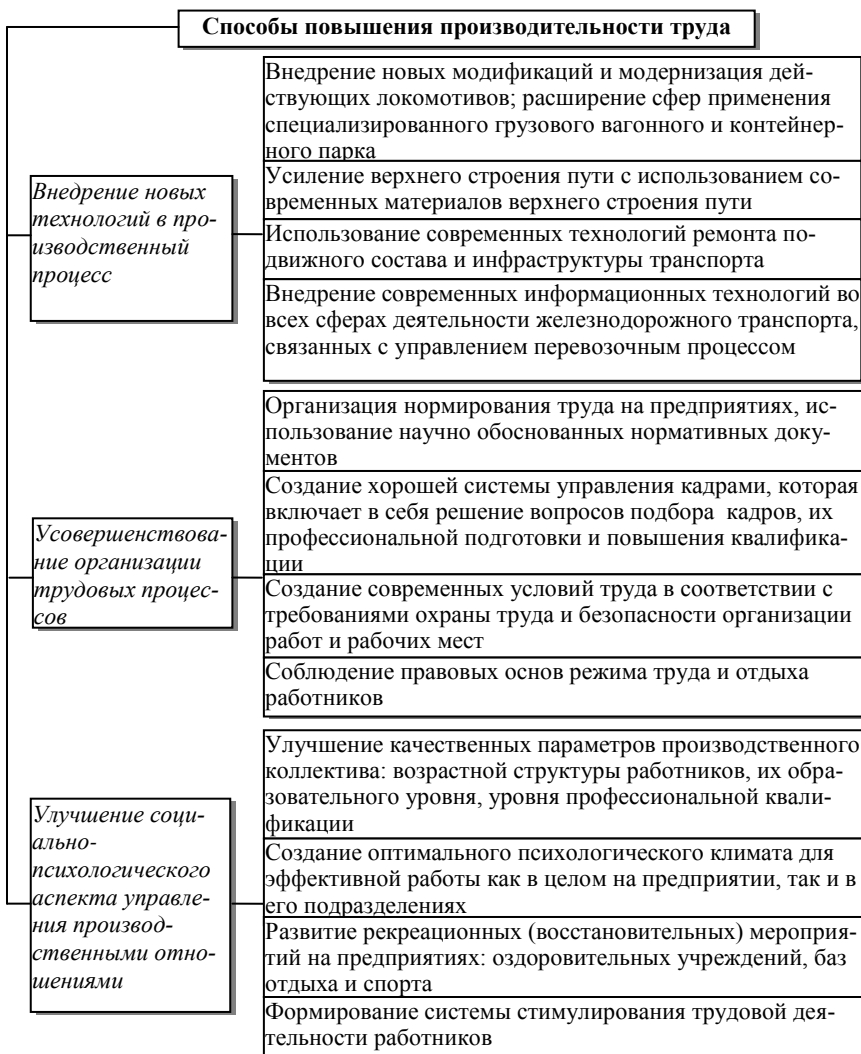 Способы повышения производительности труда
Внедрение новых
технологий в про-
изводственный
процесс
Внедрение новых модификаций и модернизация дей-
ствующих локомотивов; расширение сфер применения
специализированного грузового вагонного и контейнер-
ного парка
Усиление верхнего строения пути с использованием со-
временных материалов верхнего строения пути
Использование современных технологий ремонта по-
движного состава и инфраструктуры транспорта
Внедрение современных информационных технологий во
всех сферах деятельности железнодорожного транспорта,
связанных с управлением перевозочным процессом
Усовершенствова-
ние организации
трудовых процес-
сов
Организация нормирования труда на предприятиях, ис-
пользование научно обоснованных нормативных доку-
ментов
Создание хорошей системы управления кадрами, которая
включает в себя решение вопросов подбора кадров, их
профессиональной подготовки и повышения квалифика-
ции
Создание современных условий труда в соответствии с
требованиями охраны труда и безопасности организации
работ и рабочих мест
Соблюдение правовых основ режима труда и отдыха
работников
Улучшение соци-
ально-
психологического
аспекта управле-
ния производ-
ственными отно-
шениями
Улучшение качественных параметров производственного
коллектива: возрастной структуры работников, их обра-
зовательного уровня, уровня профессиональной квали-
фикации
Создание оптимального психологического климата для
эффективной работы как в целом на предприятии, так и в
его подразделениях
Развитие рекреационных (восстановительных) мероприя-
тий на предприятиях: оздоровительных учреждений, баз
отдыха и спорта
Формирование системы стимулирования трудовой дея-
тельности работников